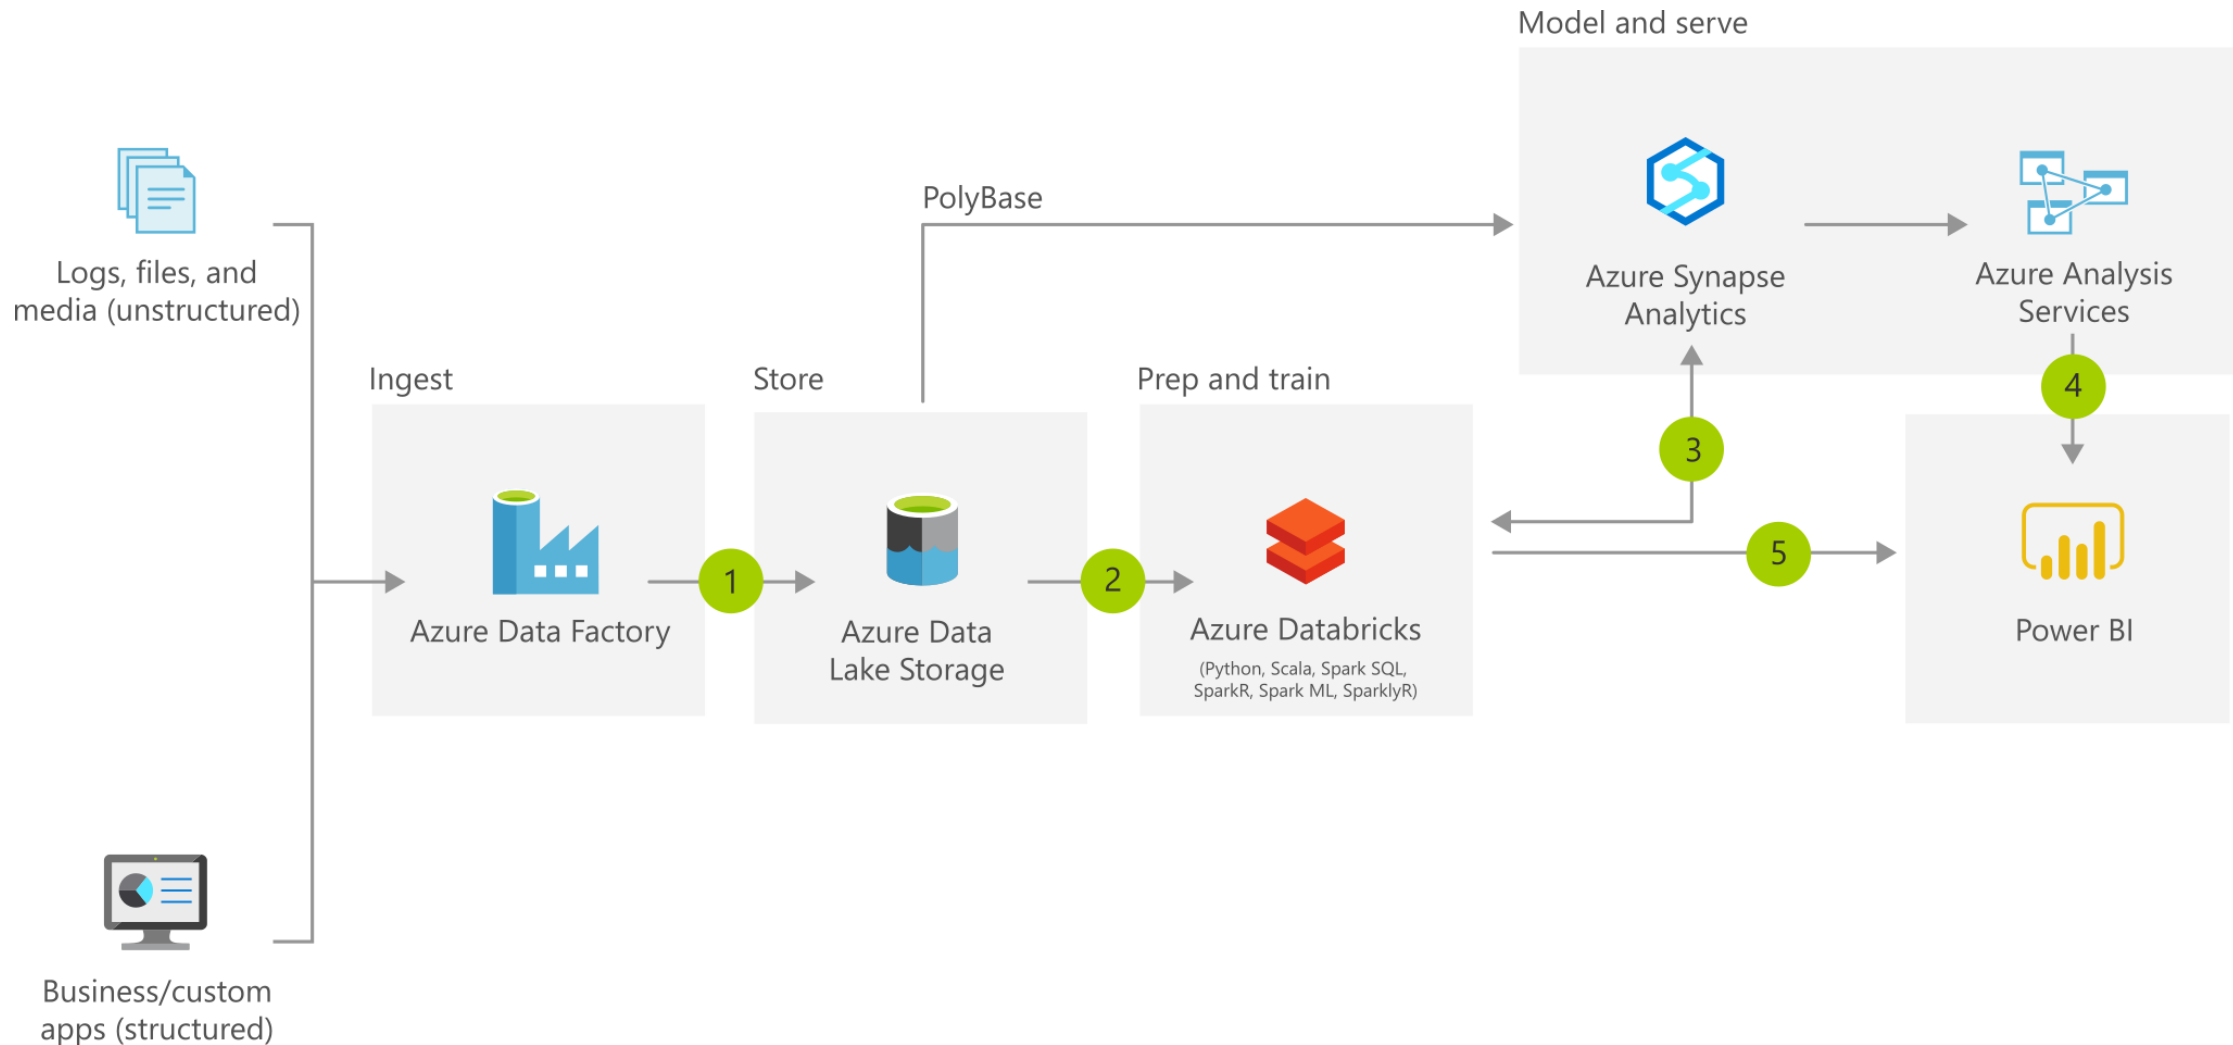 Model and serve
PolyBase
Azure Synapse
Analytics
Azure Analysis
Services
Logs, files, and
media (unstructured)
Ingest
Store
Prep and train
4
3
1
2
5
Azure Data Factory
Azure Data
Lake Storage
Azure Databricks
(Python, Scala, Spark SQL,
SparkR, Spark ML, SparklyR)
Power BI
Business/custom
apps (structured)